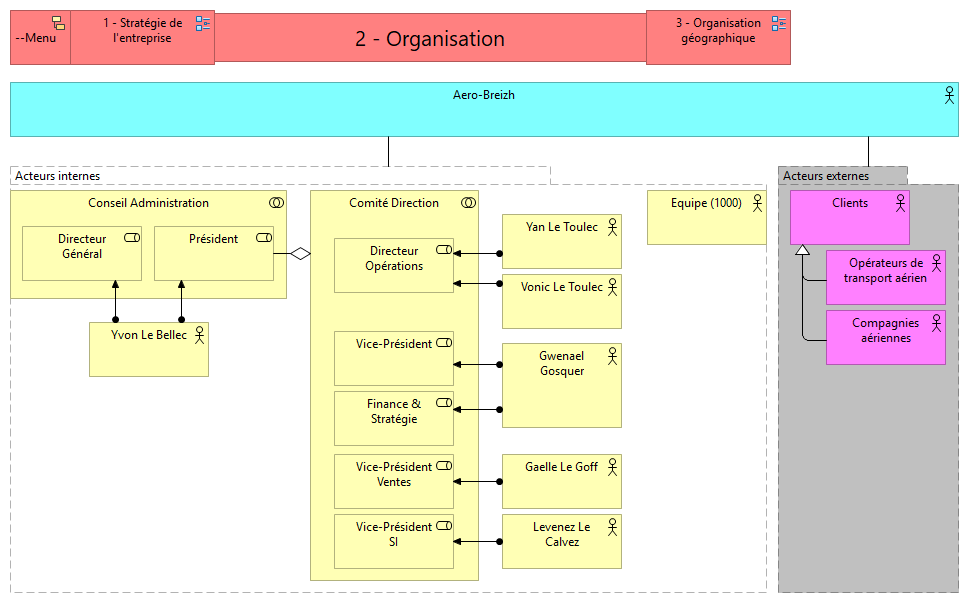 --Menu
1 - Stratégie de
l'entreprise
2 - Organisation
3 - Organisation
géographique
Aero-Breizh
Acteurs internes
Acteurs externes
Conseil Administration
Directeur
Général
Président
Yvon Le Bellec
Comité Direction
Directeur
Opérations
Vice-Président
Finance &
Stratégie
Vice-Président
Ventes
Vice-Président
SI
Yan Le Toulec
Vonic Le Toulec
Gwenael
Gosquer
Gaelle Le Goff
Levenez Le
Calvez
Equipe (1000)
Clients
Opérateurs de
transport aérien
Compagnies
aériennes